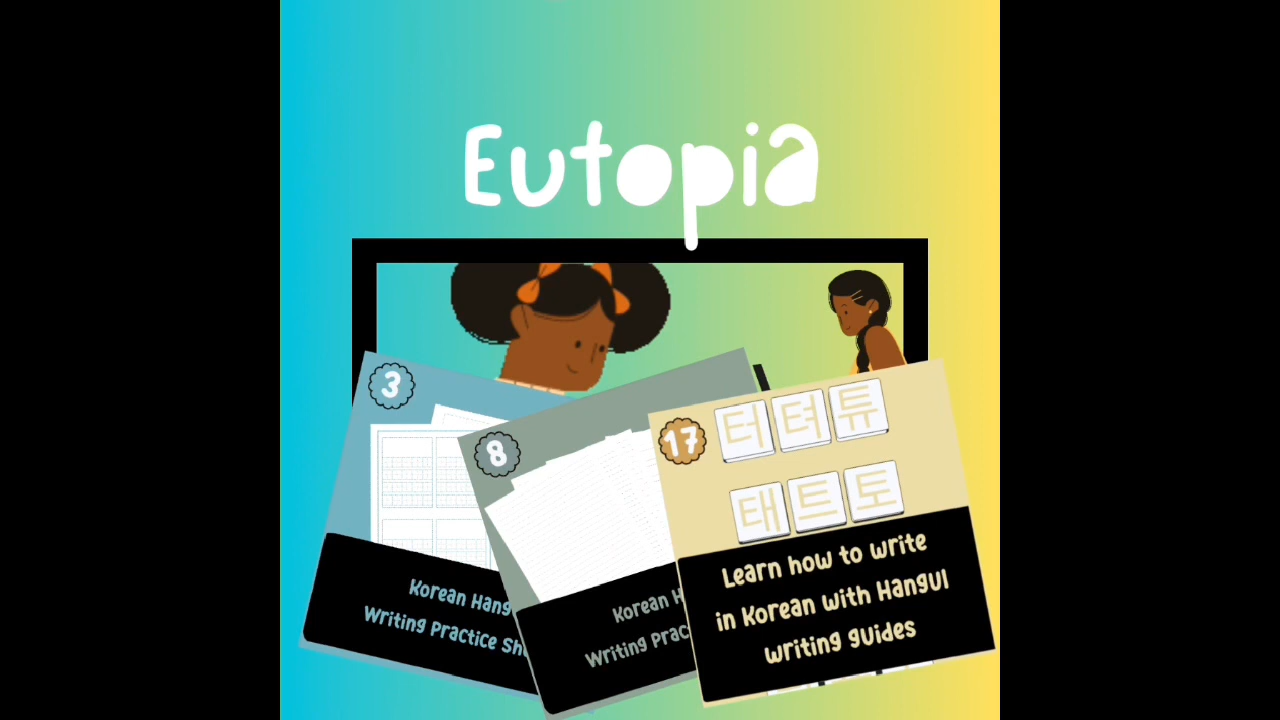 Eutopia
3
Korean Hang
Writing Practice Sh
8
Korean H
Writing Prac
17
터 텨 튜
태 트 토
Learn how to write
in Korean with Hangul
writing guides